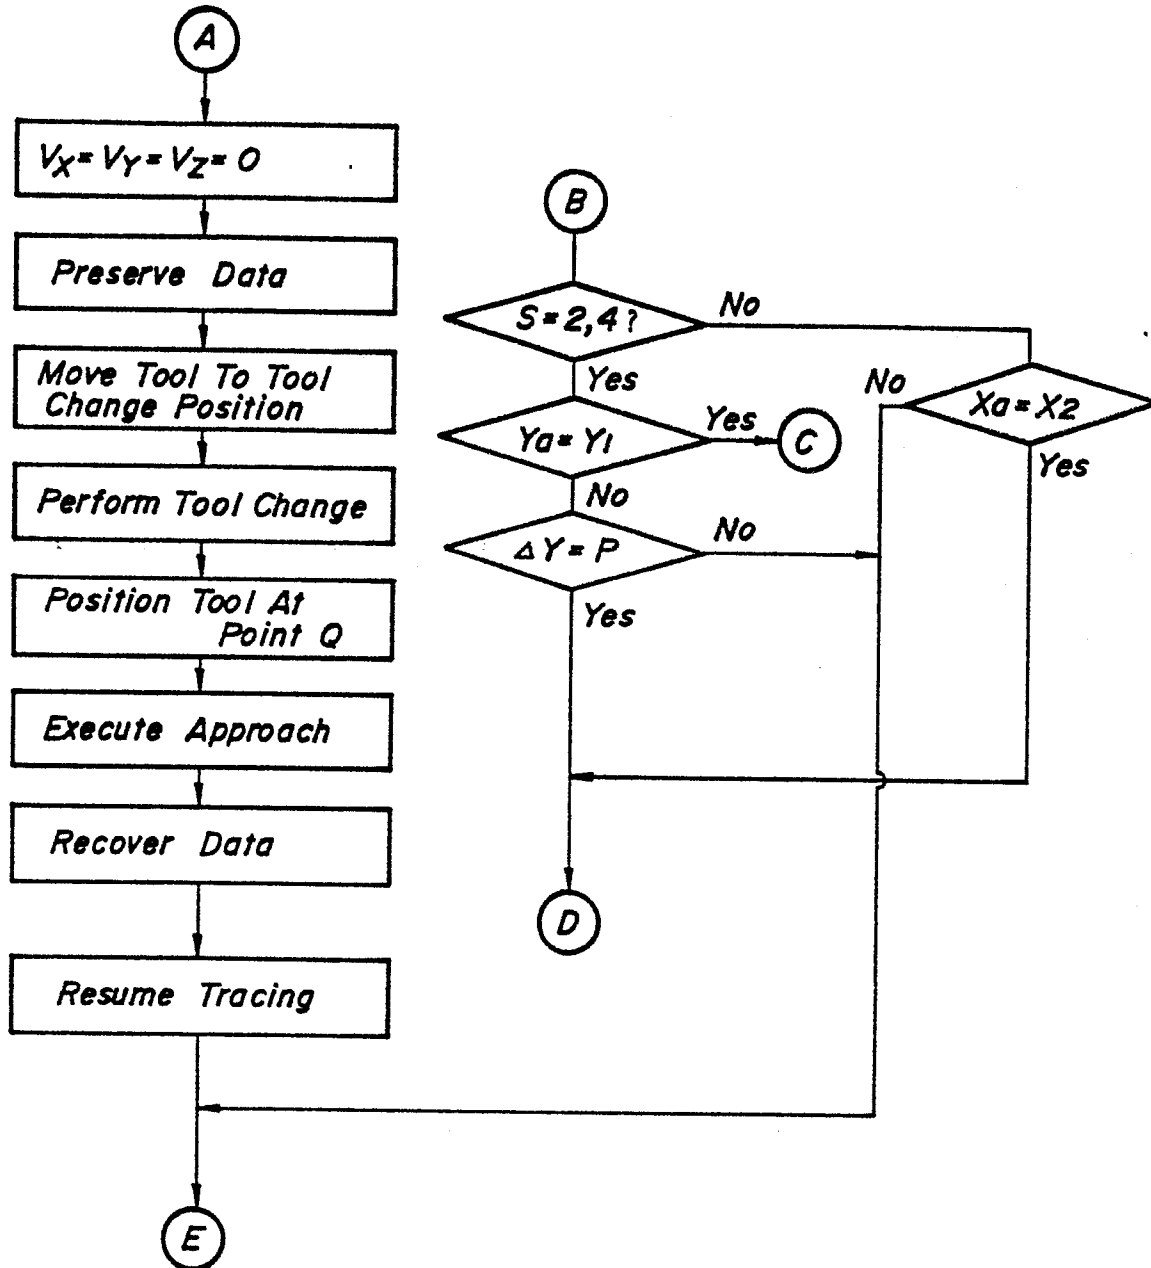 A
VX = VY = VZ = 0
Preserve Data
Move Tool To Tool
Change Position
Perform Tool Change
Position Tool At
Point Q
Execute Approach
Recover Data
Resume Tracing
E
B
S = 2, 4 ?
No
Yes
Ya = Y1
Yes
C
No
ΔY = P
No
Yes
D
Xa = X2
No
Yes